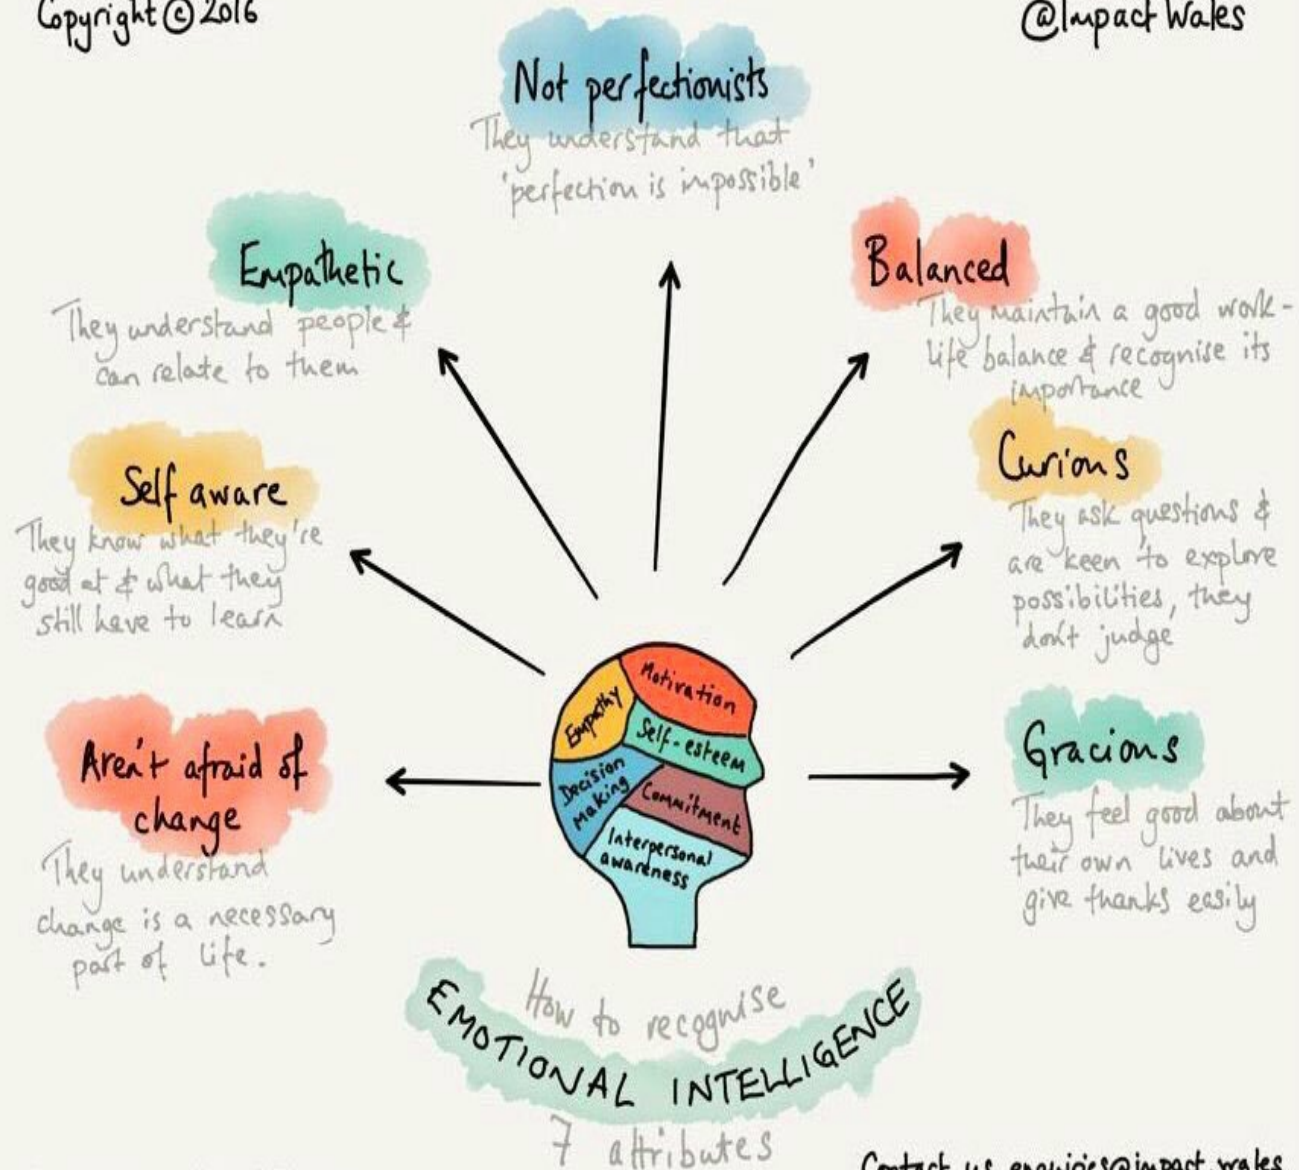 Copyright © 2016
@Impact Wales
Not perfectionists
They understand that
'perfection is impossible'
Empathetic
They understand people &
can relate to them
Balanced
They maintain a good work-
life balance & recognise its
importance
Self aware
They know what they're
good at & what they
still have to learn
Curious
They ask questions &
are keen to explore
possibilities, they
don't judge
Aren't afraid of
change
They understand
change is a necessary
part of life.
Gracious
They feel good about
their own lives and
give thanks easily
Motivation
Empathy
Self-esteem
Decision
Making
Commitment
Interpersonal
awareness
How to recognise
EMOTIONAL INTELLIGENCE
7 attributes
Contact us enquiries@impact.wales